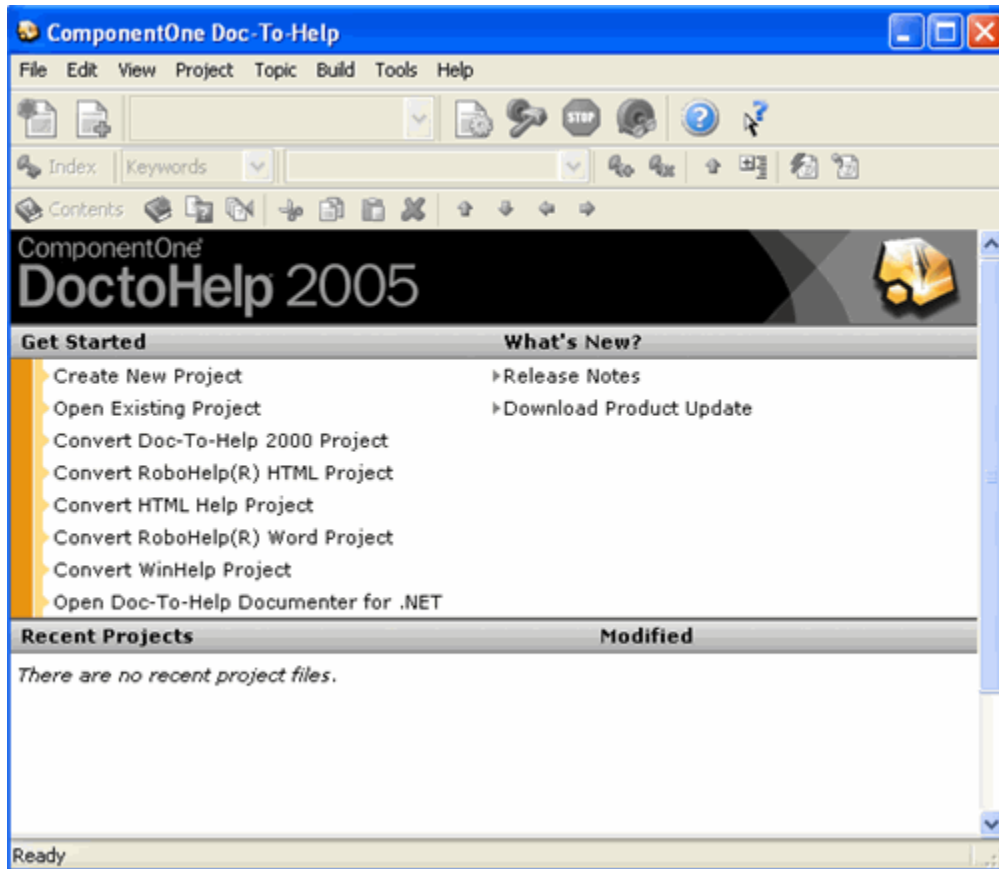 ComponentOne Doc-To-Help
File Edit View Project Topic Build Tools Help
STOP
Index Keywords
Contents
ComponentOne
DoctoHelp 2005
Get Started What's New?
Create New Project Release Notes
Open Existing Project Download Product Update
Convert Doc-To-Help 2000 Project
Convert RoboHelp(R) HTML Project
Convert HTML Help Project
Convert RoboHelp(R) Word Project
Convert WinHelp Project
Open Doc-To-Help Documenter for .NET
Recent Projects Modified
There are no recent project files.
Ready